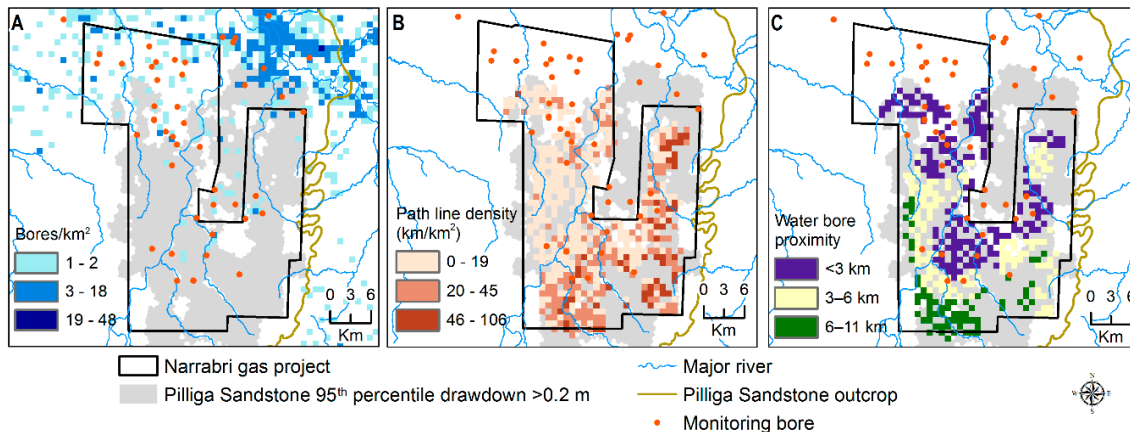 A
Bores/km²
1 - 2
3 - 18
19 - 48
0 3 6
Km
B
Path line density
(km/km²)
0 - 19
20 - 45
46 - 106
0 3 6
Km
C
Water bore
proximity
<3 km
3–6 km
6–11 km
0 3 6
Km
Narrabri gas project
Pilliga Sandstone 95th percentile drawdown >0.2 m
Major river
Pilliga Sandstone outcrop
Monitoring bore
N
W E
S